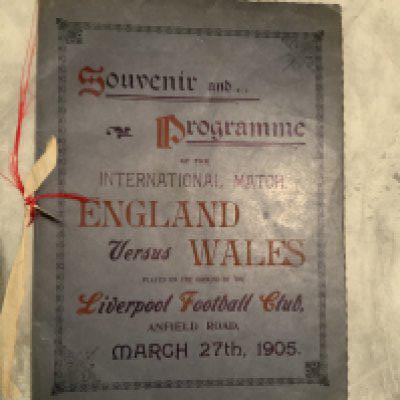 Souvenir and..
Programme
OF THE
INTERNATIONAL MATCH
ENGLAND
Versus WALES
PLAYED ON THE GROUND OF THE
Liverpool Football Club,
ANFIELD ROAD,
MARCH 27th, 1905.